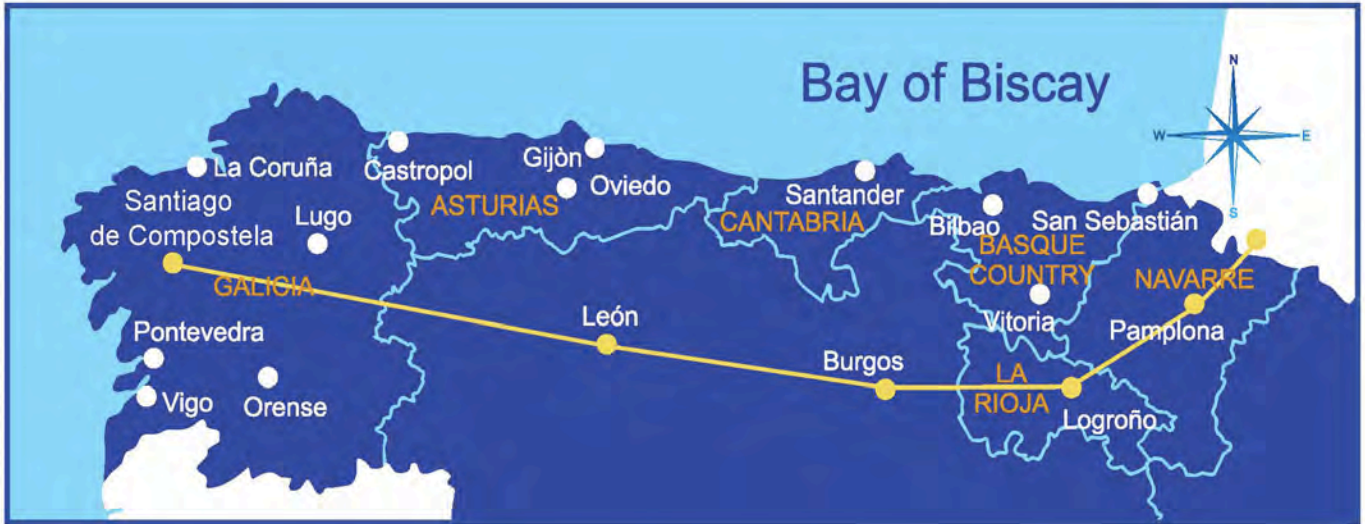 Bay of Biscay
N
W
E
S
La Coruña
Castropol
Gijòn
Oviedo
Santander
Bilbao
San Sebastián
Santiago
de Compostela
Lugo
ASTURIAS
CANTABRIA
BASQUE
COUNTRY
NAVARRE
GALICIA
Pontevedra
León
Vitoria
Pamplona
Burgos
LA
RIOJA
Vigo
Orense
Logroño